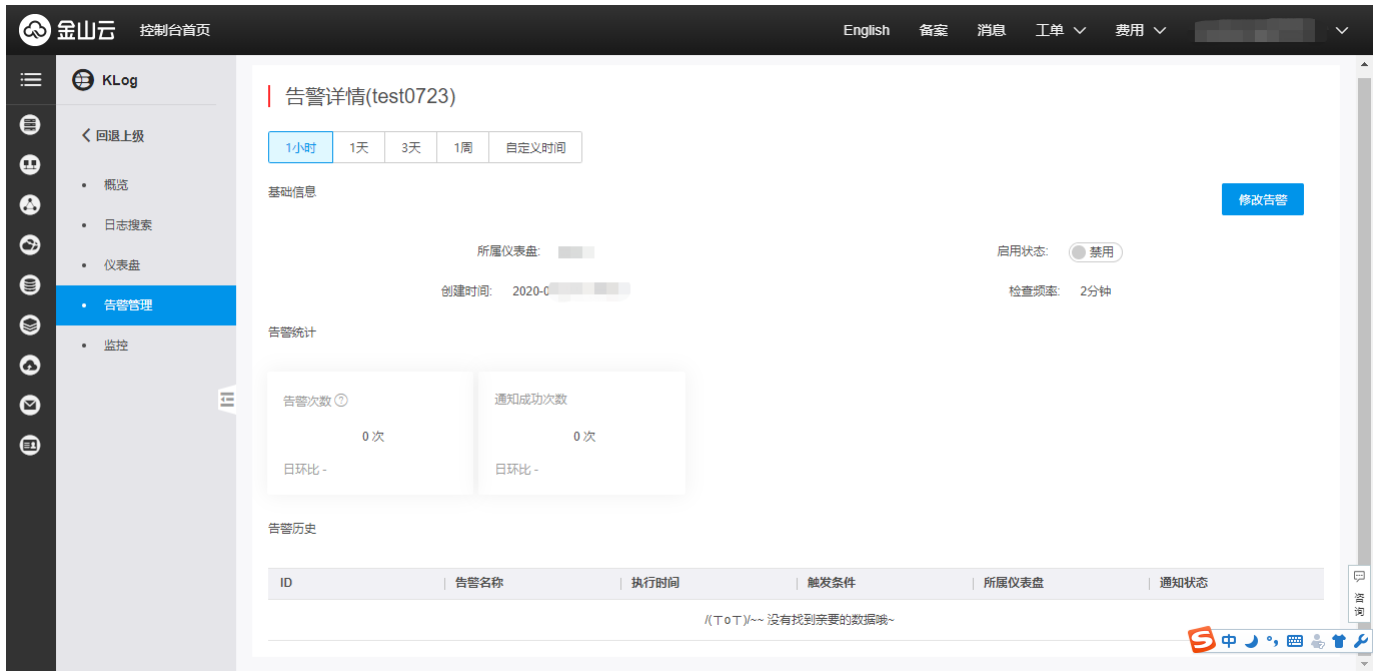 金山云 控制台首页 English 备案 消息 工单 费用
KLog
回退上级
概览
日志搜索
仪表盘
告警管理
监控
告警详情(test0723)
1小时 1天 3天 1周 自定义时间
基础信息
修改告警
所属仪表盘: 启用状态: 禁用
创建时间: 2020-0 检查频率: 2分钟
告警统计
告警次数 ? 通知成功次数
0 次 0 次
日环比 - 日环比 -
告警历史
ID 告警名称 执行时间 触发条件 所属仪表盘 通知状态
/(ㄒoㄒ)/~~ 没有找到亲要的数据哦~
咨询
S 中